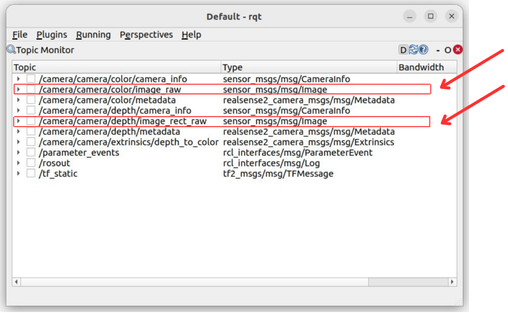 Default - rqt
File Plugins Running Perspectives Help
Topic Monitor D - O
Topic Type Bandwidth
/camera/camera/color/camera_info sensor_msgs/msg/CameraInfo
/camera/camera/color/image_raw sensor_msgs/msg/Image
/camera/camera/color/metadata realsense2_camera_msgs/msg/Metadata
/camera/camera/depth/camera_info sensor_msgs/msg/CameraInfo
/camera/camera/depth/image_rect_raw sensor_msgs/msg/Image
/camera/camera/depth/metadata realsense2_camera_msgs/msg/Metadata
/camera/camera/extrinsics/depth_to_color realsense2_camera_msgs/msg/Extrinsics
/parameter_events rcl_interfaces/msg/ParameterEvent
/rosout rcl_interfaces/msg/Log
/tf_static tf2_msgs/msg/TFMessage